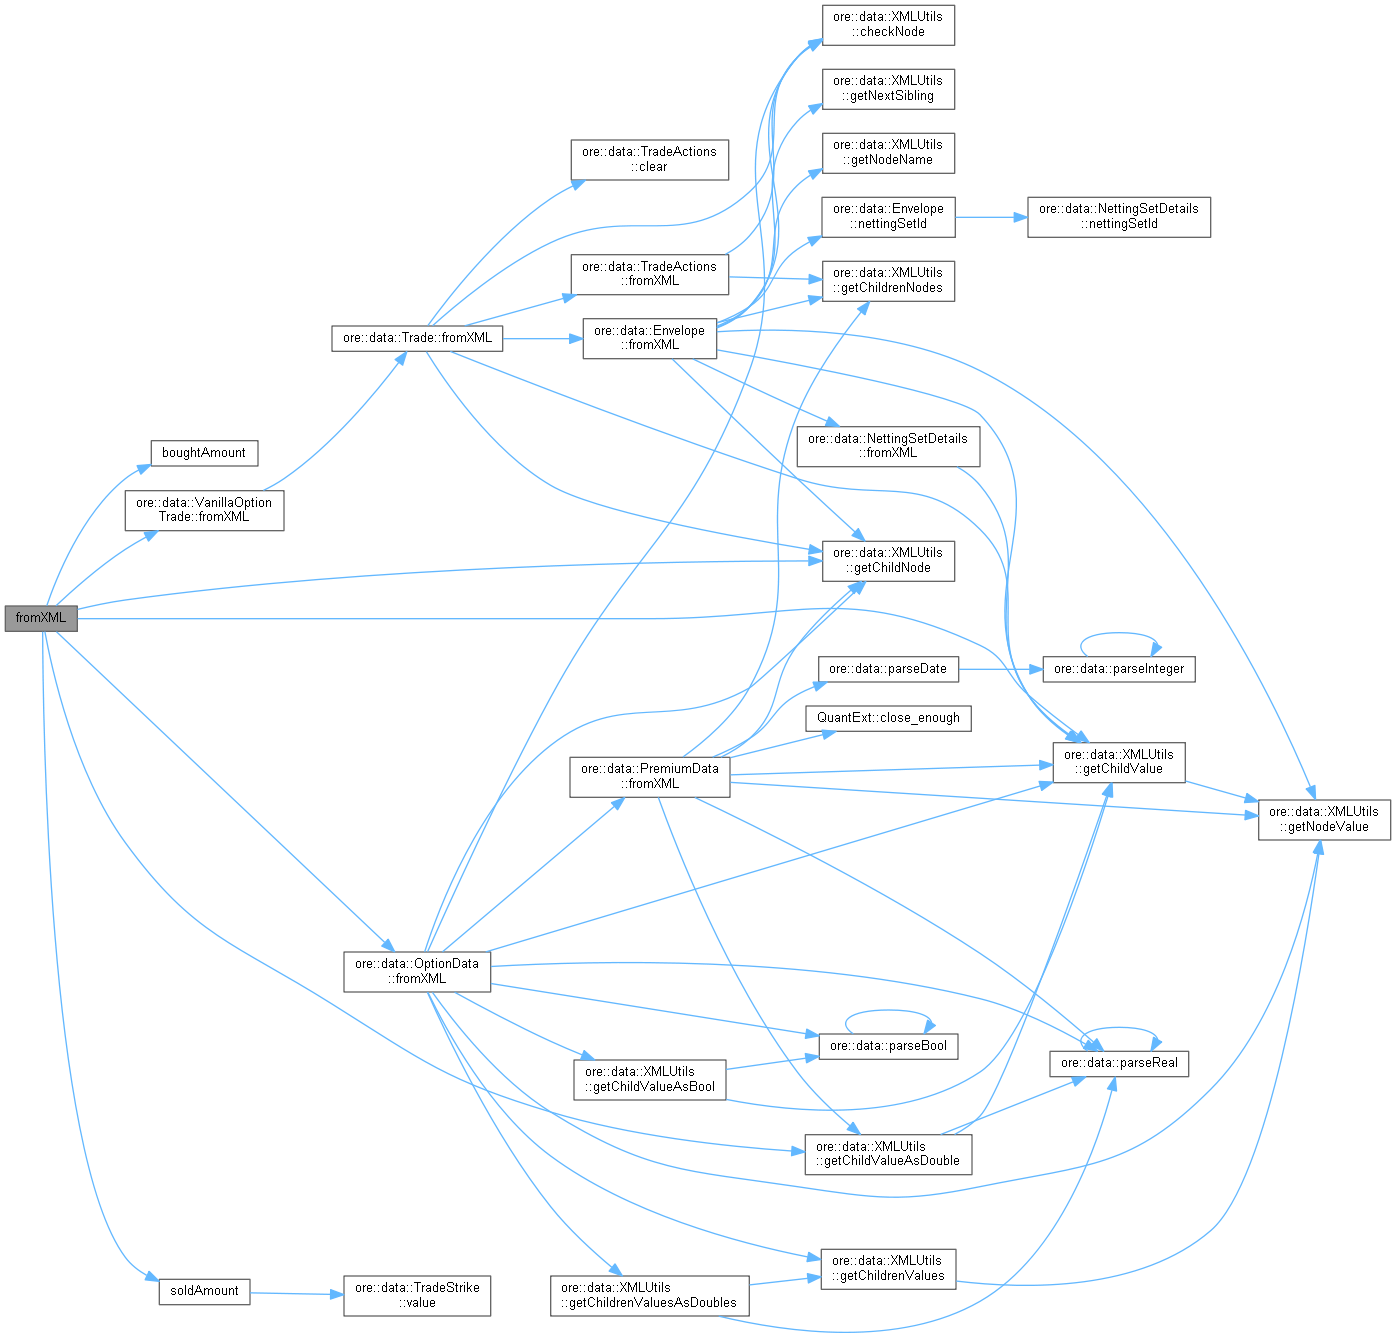 ore::data::XMLUtils
::checkNode
ore::data::XMLUtils
::getNextSibling
ore::data::TradeActions
::clear
ore::data::XMLUtils
::getNodeName
ore::data::Envelope
::nettingSetId
ore::data::NettingSetDetails
::nettingSetId
ore::data::TradeActions
::fromXML
ore::data::XMLUtils
::getChildrenNodes
ore::data::Trade::fromXML
ore::data::Envelope
::fromXML
boughtAmount
ore::data::NettingSetDetails
::fromXML
ore::data::VanillaOption
Trade::fromXML
ore::data::XMLUtils
::getChildNode
fromXML
ore::data::parseDate
ore::data::parseInteger
QuantExt::close_enough
ore::data::PremiumData
::fromXML
ore::data::XMLUtils
::getChildValue
ore::data::XMLUtils
::getNodeValue
ore::data::OptionData
::fromXML
ore::data::parseBool
ore::data::XMLUtils
::getChildValueAsBool
ore::data::parseReal
ore::data::XMLUtils
::getChildValueAsDouble
soldAmount
ore::data::TradeStrike
::value
ore::data::XMLUtils
::getChildrenValuesAsDoubles
ore::data::XMLUtils
::getChildrenValues